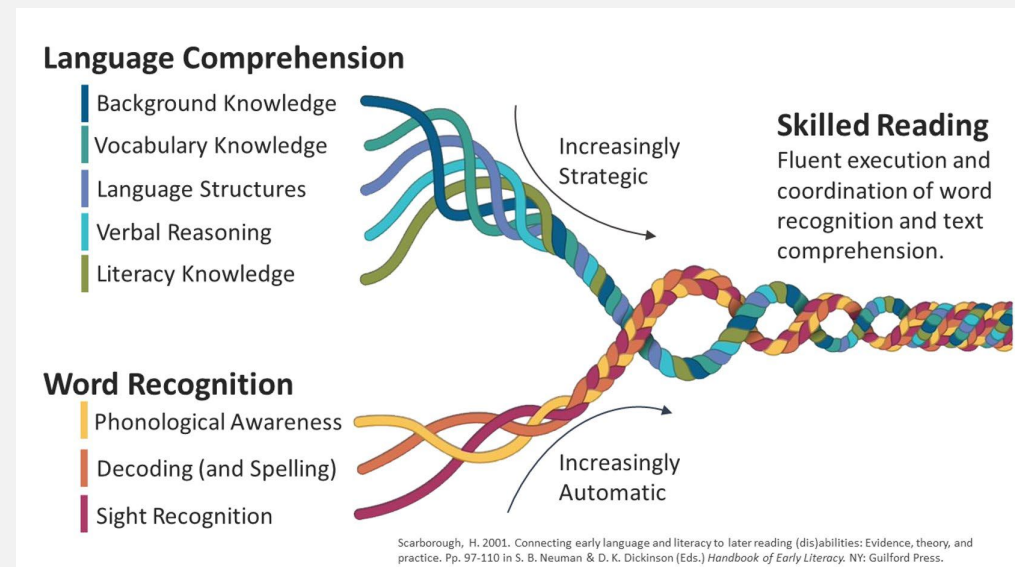 Language Comprehension
Background Knowledge
Vocabulary Knowledge
Language Structures
Verbal Reasoning
Literacy Knowledge
Increasingly
Strategic
Skilled Reading
Fluent execution and
coordination of word
recognition and text
comprehension.
Word Recognition
Phonological Awareness
Decoding (and Spelling)
Sight Recognition
Increasingly
Automatic
Scarborough, H. 2001. Connecting early language and literacy to later reading (dis)abilities: Evidence, theory, and
practice. Pp. 97-110 in S. B. Neuman & D. K. Dickinson (Eds.) Handbook of Early Literacy. NY: Guilford Press.